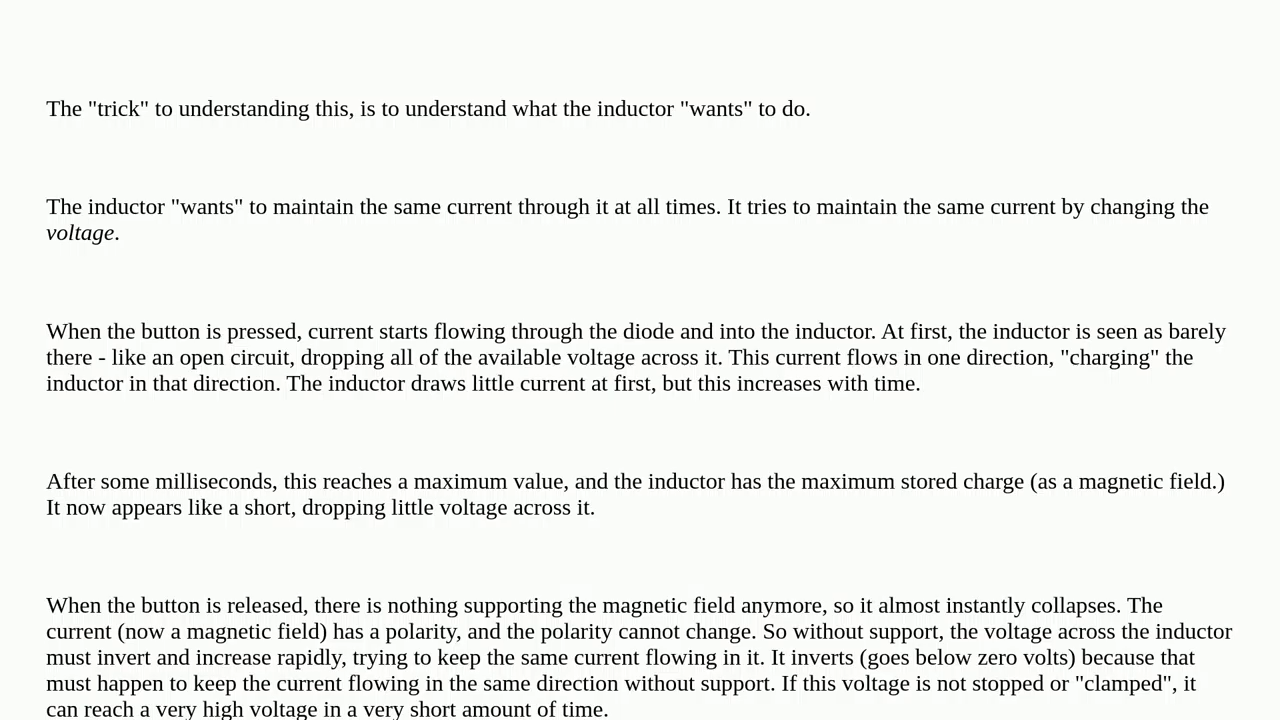 The "trick" to understanding this, is to understand what the inductor "wants" to do.
The inductor "wants" to maintain the same current through it at all times. It tries to maintain the same current by changing the
voltage.
When the button is pressed, current starts flowing through the diode and into the inductor. At first, the inductor is seen as barely
there - like an open circuit, dropping all of the available voltage across it. This current flows in one direction, "charging" the
inductor in that direction. The inductor draws little current at first, but this increases with time.
After some milliseconds, this reaches a maximum value, and the inductor has the maximum stored charge (as a magnetic field.)
It now appears like a short, dropping little voltage across it.
When the button is released, there is nothing supporting the magnetic field anymore, so it almost instantly collapses. The
current (now a magnetic field) has a polarity, and the polarity cannot change. So without support, the voltage across the inductor
must invert and increase rapidly, trying to keep the same current flowing in it. It inverts (goes below zero volts) because that
must happen to keep the current flowing in the same direction without support. If this voltage is not stopped or "clamped", it
can reach a very high voltage in a very short amount of time.